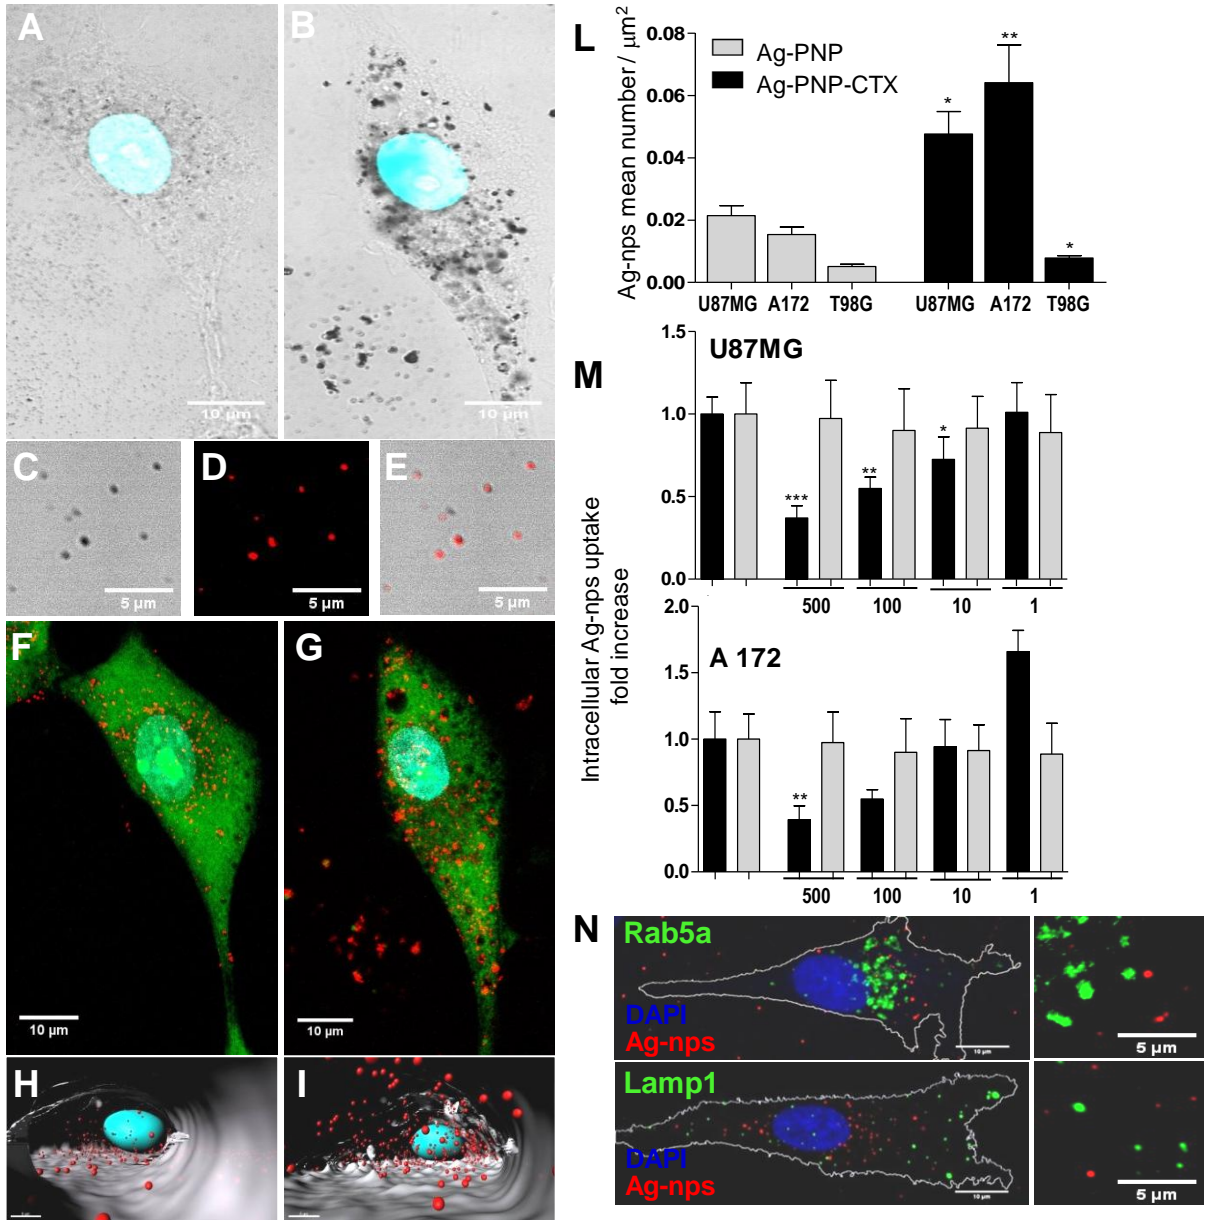 A
B
10 µm
10 µm
C
D
E
5 µm
5 µm
5 µm
F
G
10 µm
10 µm
H
I
L
Ag-nps mean number / µm²
0.08
0.06
0.04
0.02
0.00
Ag-PNP
Ag-PNP-CTX
*
**
*
U87MG
A172
T98G
U87MG
A172
T98G
M
Intracellular Ag-nps uptake
fold increase
U87MG
1.5
1.0
0.5
0.0
***
**
*
500
100
10
1
A 172
2.0
1.5
1.0
0.5
0.0
**
500
100
10
1
N
Rab5a
DAPI
Ag-nps
10 µm
5 µm
Lamp1
DAPI
Ag-nps
10 µm
5 µm